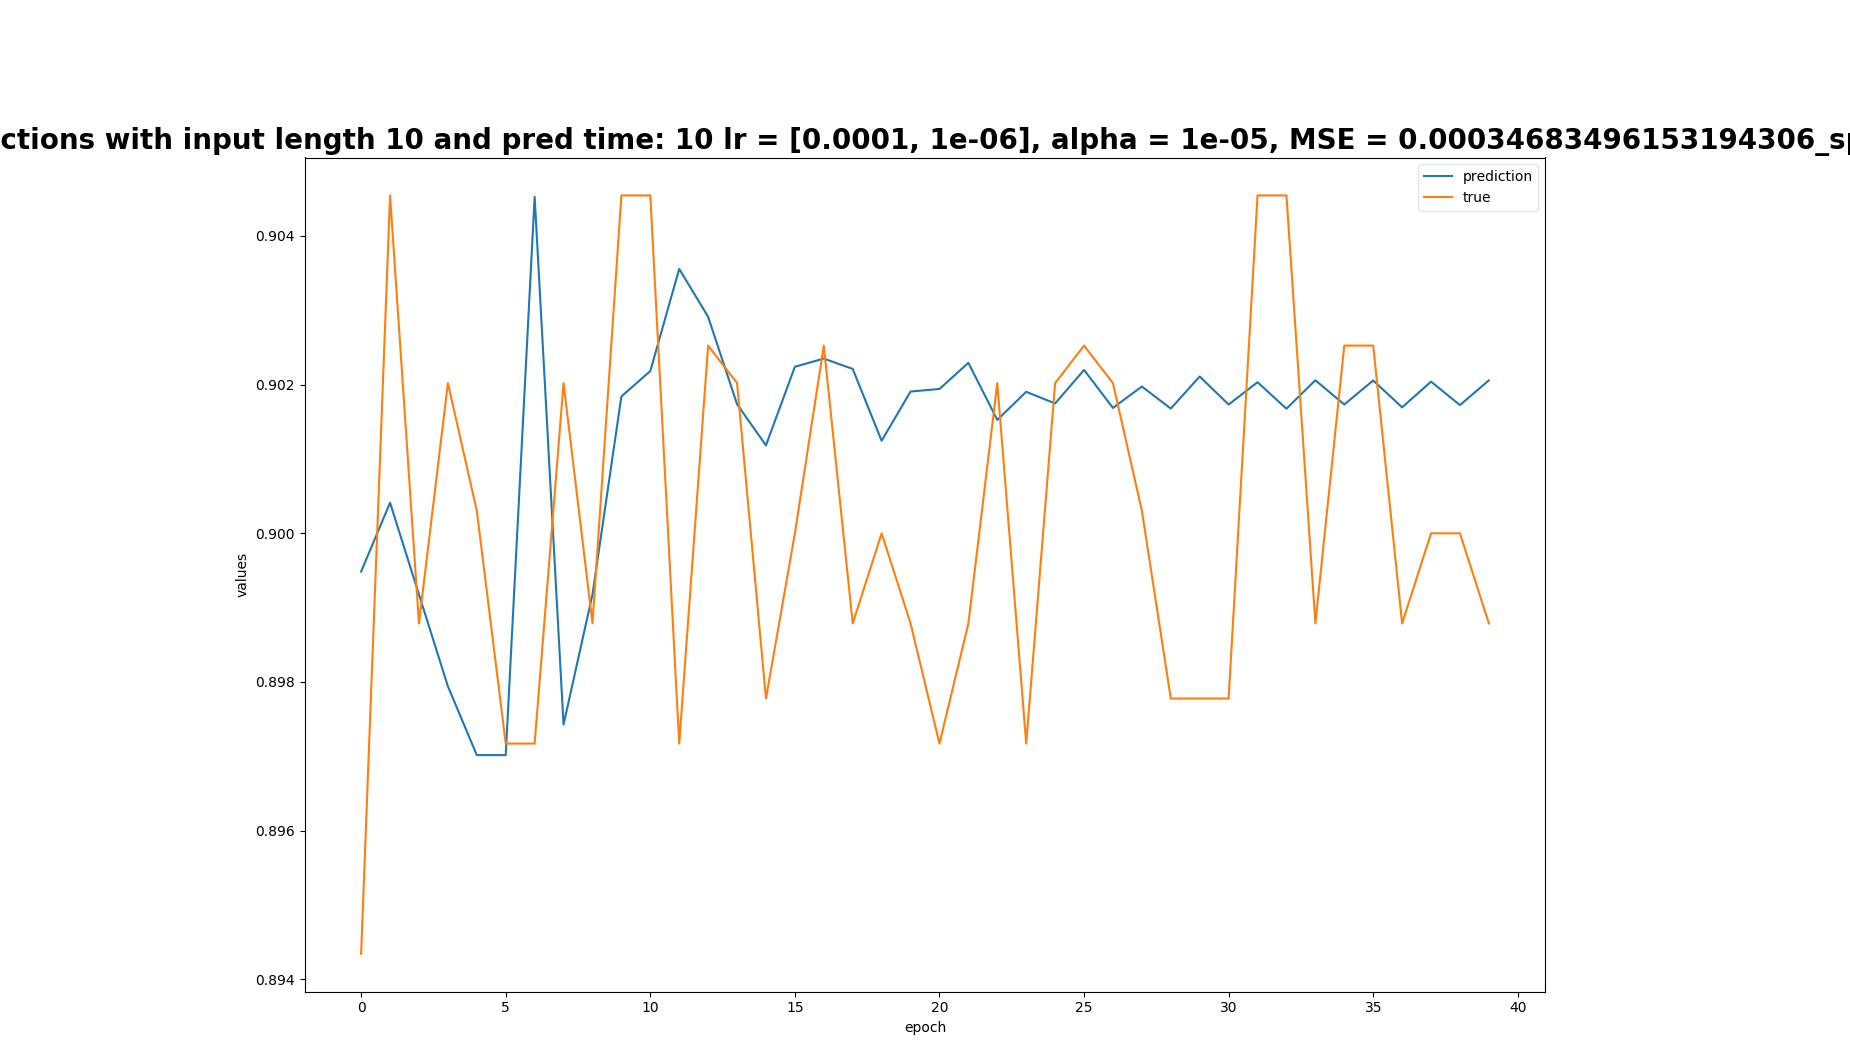 ctions with input length 10 and pred time: 10 lr = [0.0001, 1e-06], alpha = 1e-05, MSE = 0.00034683496153194306_sp
prediction
true
0.904
0.902
0.900
0.898
0.896
0.894
values
0 5 10 15 20 25 30 35 40
epoch